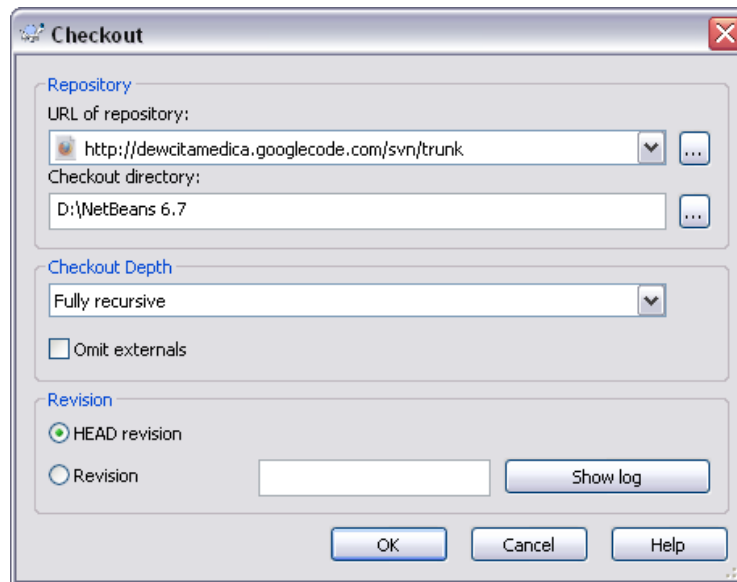 Checkout
Repository
URL of repository:
http://dewcitamedica.googlecode.com/svn/trunk
...
Checkout directory:
D:\NetBeans 6.7
...
Checkout Depth
Fully recursive
Omit externals
Revision
HEAD revision
Revision
Show log
OK
Cancel
Help